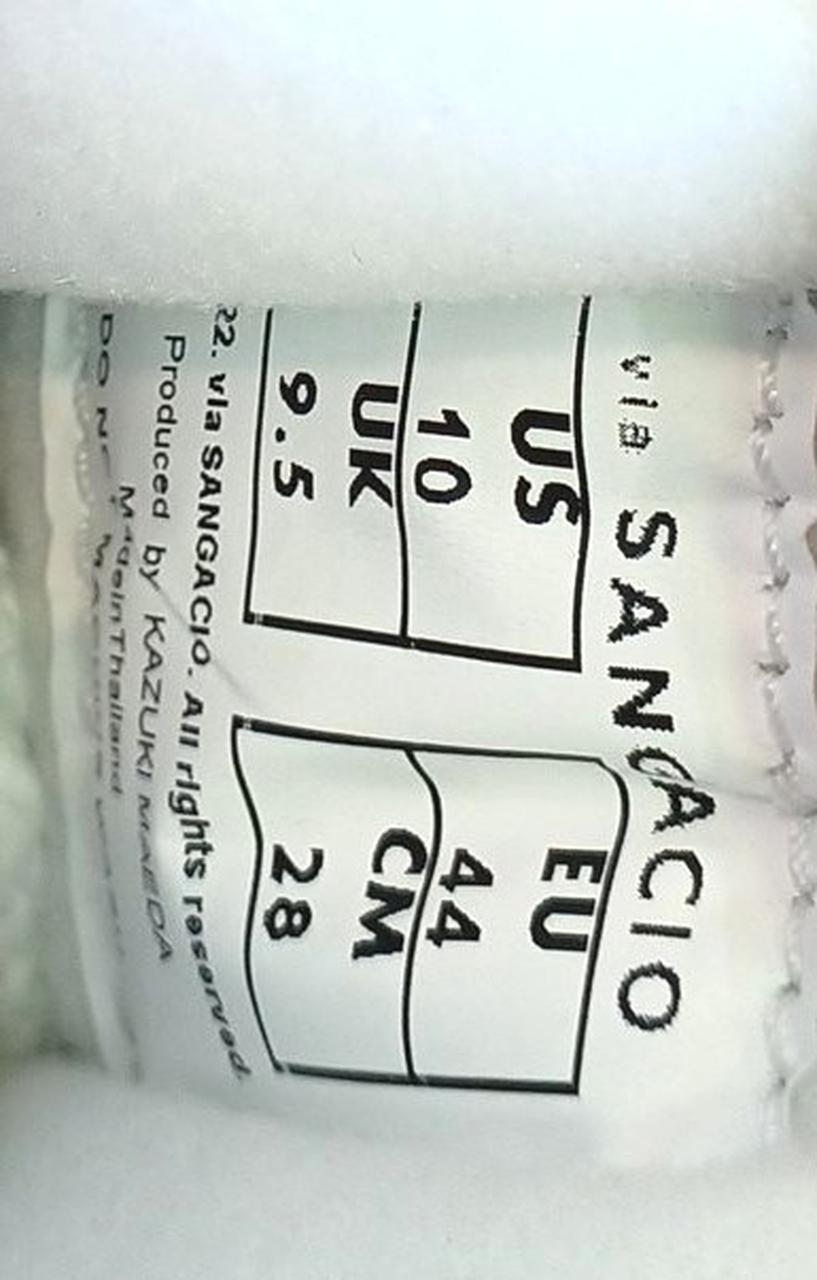 via SANGACIO
US EU
10 44
UK CM
9.5 28
22. via SANGACIO. All rights reserved.
Produced by KAZUKI MAEDA
Made in Thailand
DO